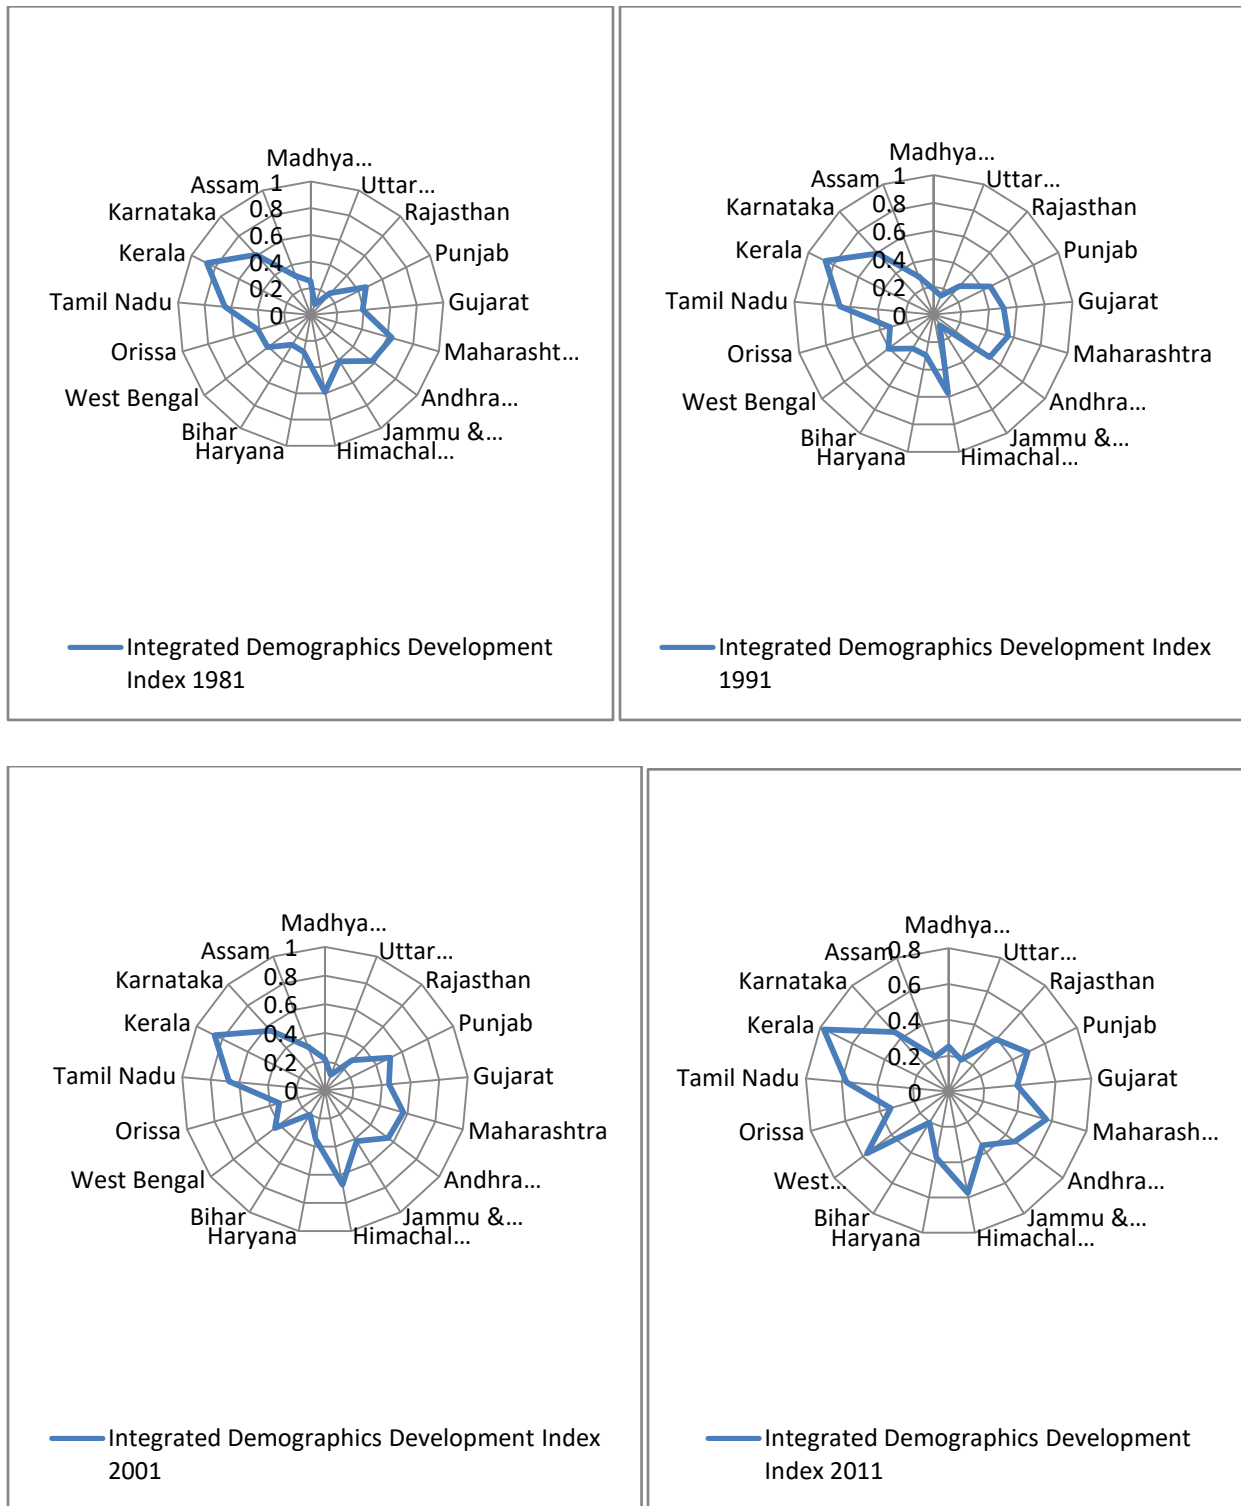 Madhya…
Assam 1 Uttar…
Karnataka 0.8 Rajasthan
0.6
Kerala 0.4 Punjab
0.2
Tamil Nadu 0 Gujarat
Orissa Maharasht…
West Bengal Andhra…
Bihar Jammu &…
Haryana Himachal…
Integrated Demographics Development
Index 1981
Madhya…
Assam 1 Uttar…
Karnataka 0.8 Rajasthan
0.6
Kerala 0.4 Punjab
0.2
Tamil Nadu 0 Gujarat
Orissa Maharashtra
West Bengal Andhra…
Bihar Jammu &…
Haryana Himachal…
Integrated Demographics Development Index
1991
Madhya…
Assam 1 Uttar…
Karnataka 0.8 Rajasthan
0.6
Kerala 0.4 Punjab
0.2
Tamil Nadu 0 Gujarat
Orissa Maharashtra
West Bengal Andhra…
Bihar Jammu &…
Haryana Himachal…
Integrated Demographics Development Index
2001
Madhya…
Assam 0.8 Uttar…
Karnataka 0.6 Rajasthan
Kerala 0.4 Punjab
0.2
Tamil Nadu 0 Gujarat
Orissa Maharash…
West… Andhra…
Bihar Jammu &…
Haryana Himachal…
Integrated Demographics Development
Index 2011